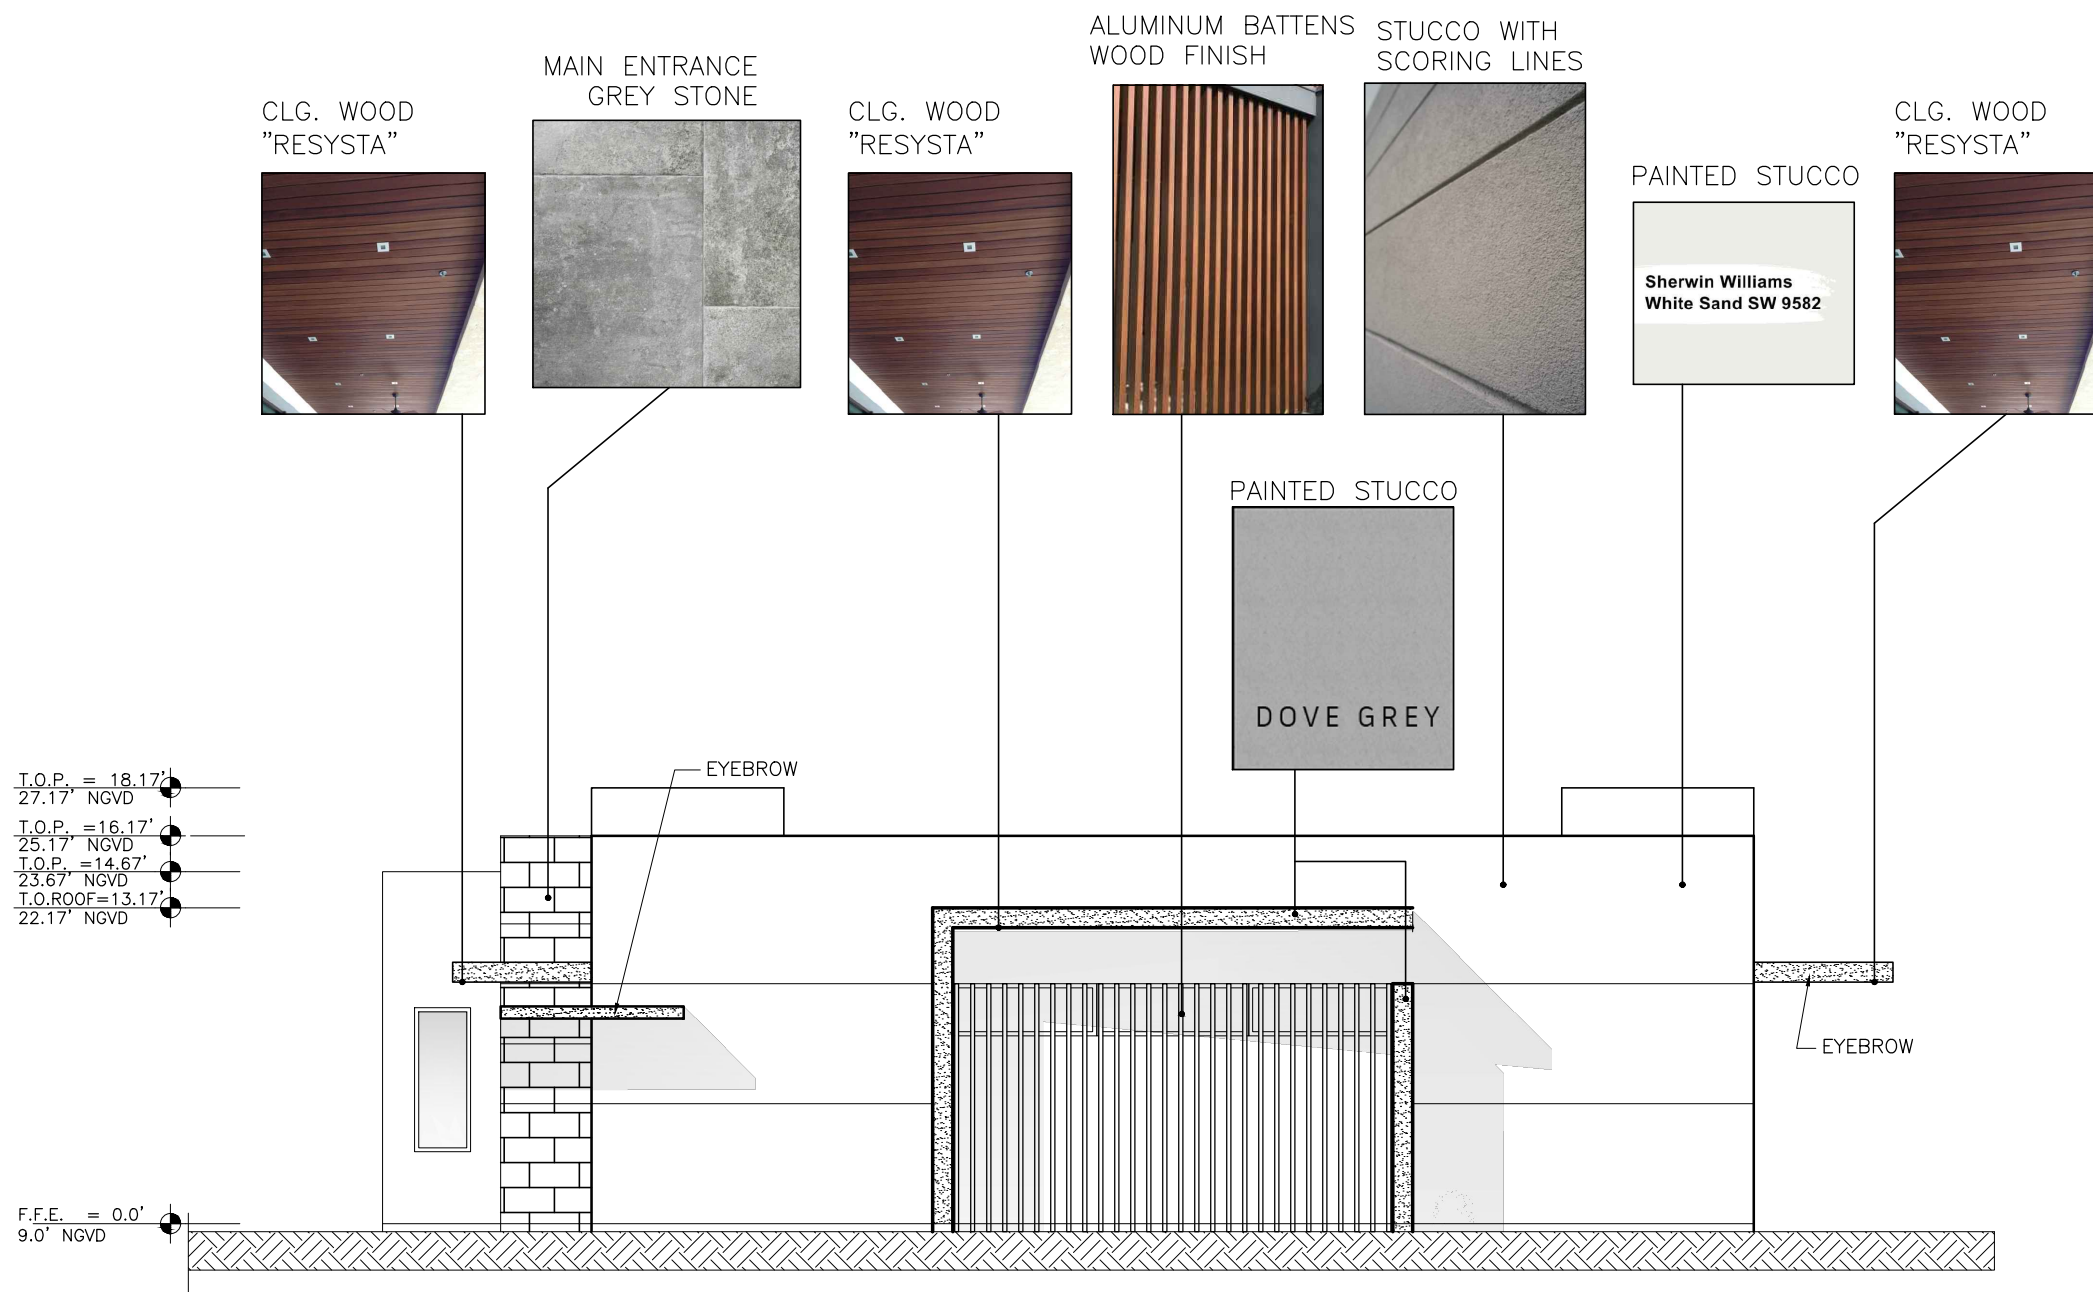 ALUMINUM BATTENS
WOOD FINISH
STUCCO WITH
SCORING LINES
MAIN ENTRANCE
GREY STONE
CLG. WOOD
"RESYSTA"
CLG. WOOD
"RESYSTA"
CLG. WOOD
"RESYSTA"
PAINTED STUCCO
Sherwin Williams
White Sand SW 9582
PAINTED STUCCO
DOVE GREY
EYEBROW
T.O.P. = 18.17'
27.17' NGVD
T.O.P. =16.17'
25.17' NGVD
T.O.P. =14.67'
23.67' NGVD
T.O.ROOF=13.17'
22.17' NGVD
EYEBROW
F.F.E. = 0.0'
9.0' NGVD